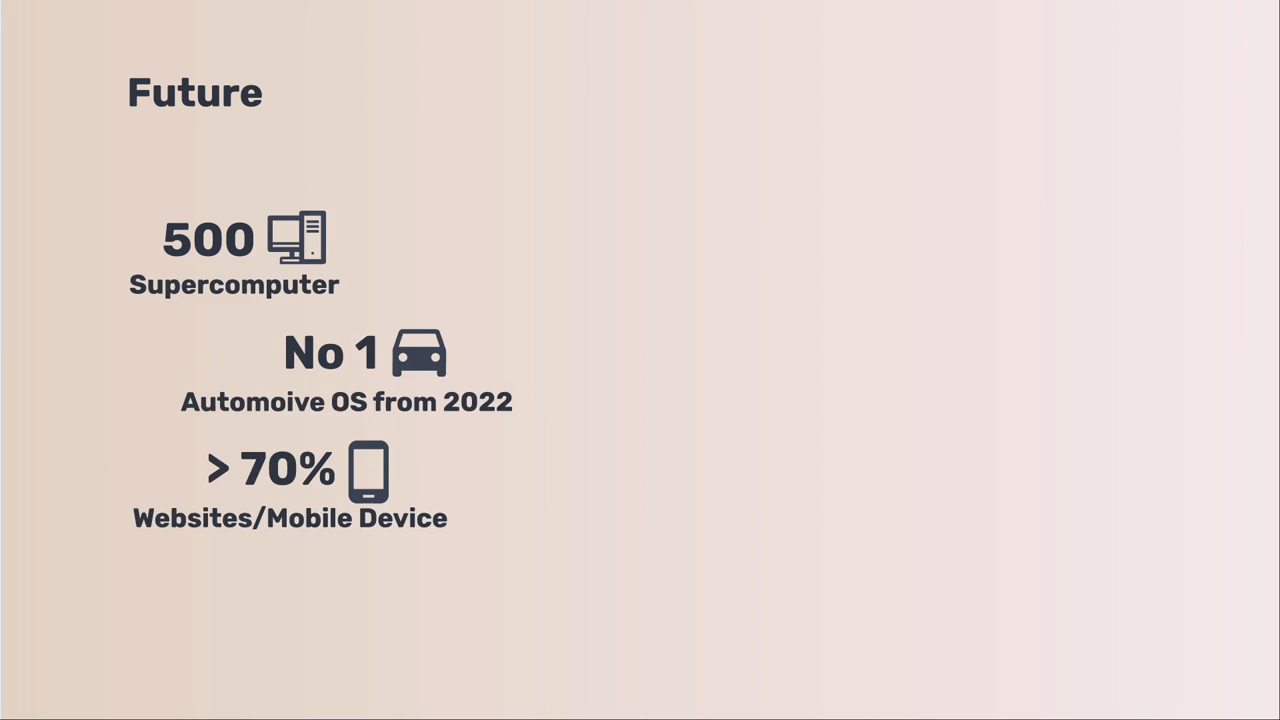 Future
500
Supercomputer
No 1
Automoive OS from 2022
> 70%
Websites/Mobile Device